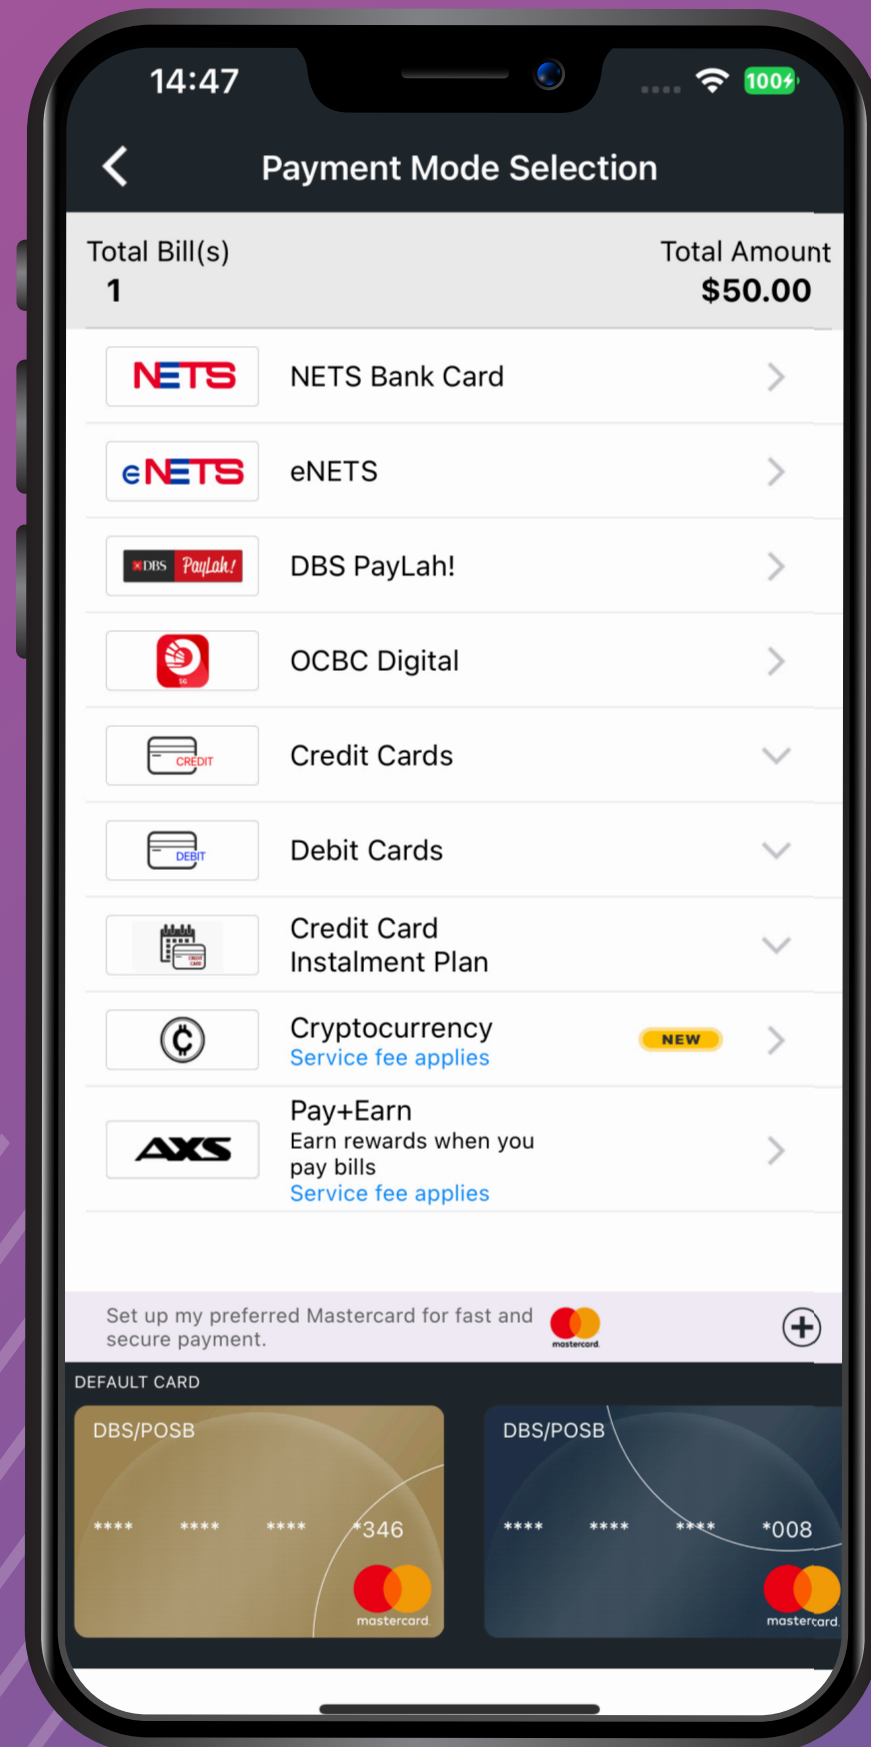 14:47
100
Payment Mode Selection
Total Bill(s)
Total Amount
1
$50.00
NETS
NETS Bank Card
eNETS
eNETS
DBS PayLah!
DBS PayLah!
SG
OCBC Digital
CREDIT
Credit Cards
DEBIT
Debit Cards
CREDIT
CARD
Credit Card
Instalment Plan
Cryptocurrency
Service fee applies
NEW
AXS
Pay+Earn
Earn rewards when you
pay bills
Service fee applies
Set up my preferred Mastercard for fast and
secure payment.
mastercard.
DEFAULT CARD
DBS/POSB
**** **** **** *346
mastercard.
DBS/POSB
**** **** **** *008
mastercard.